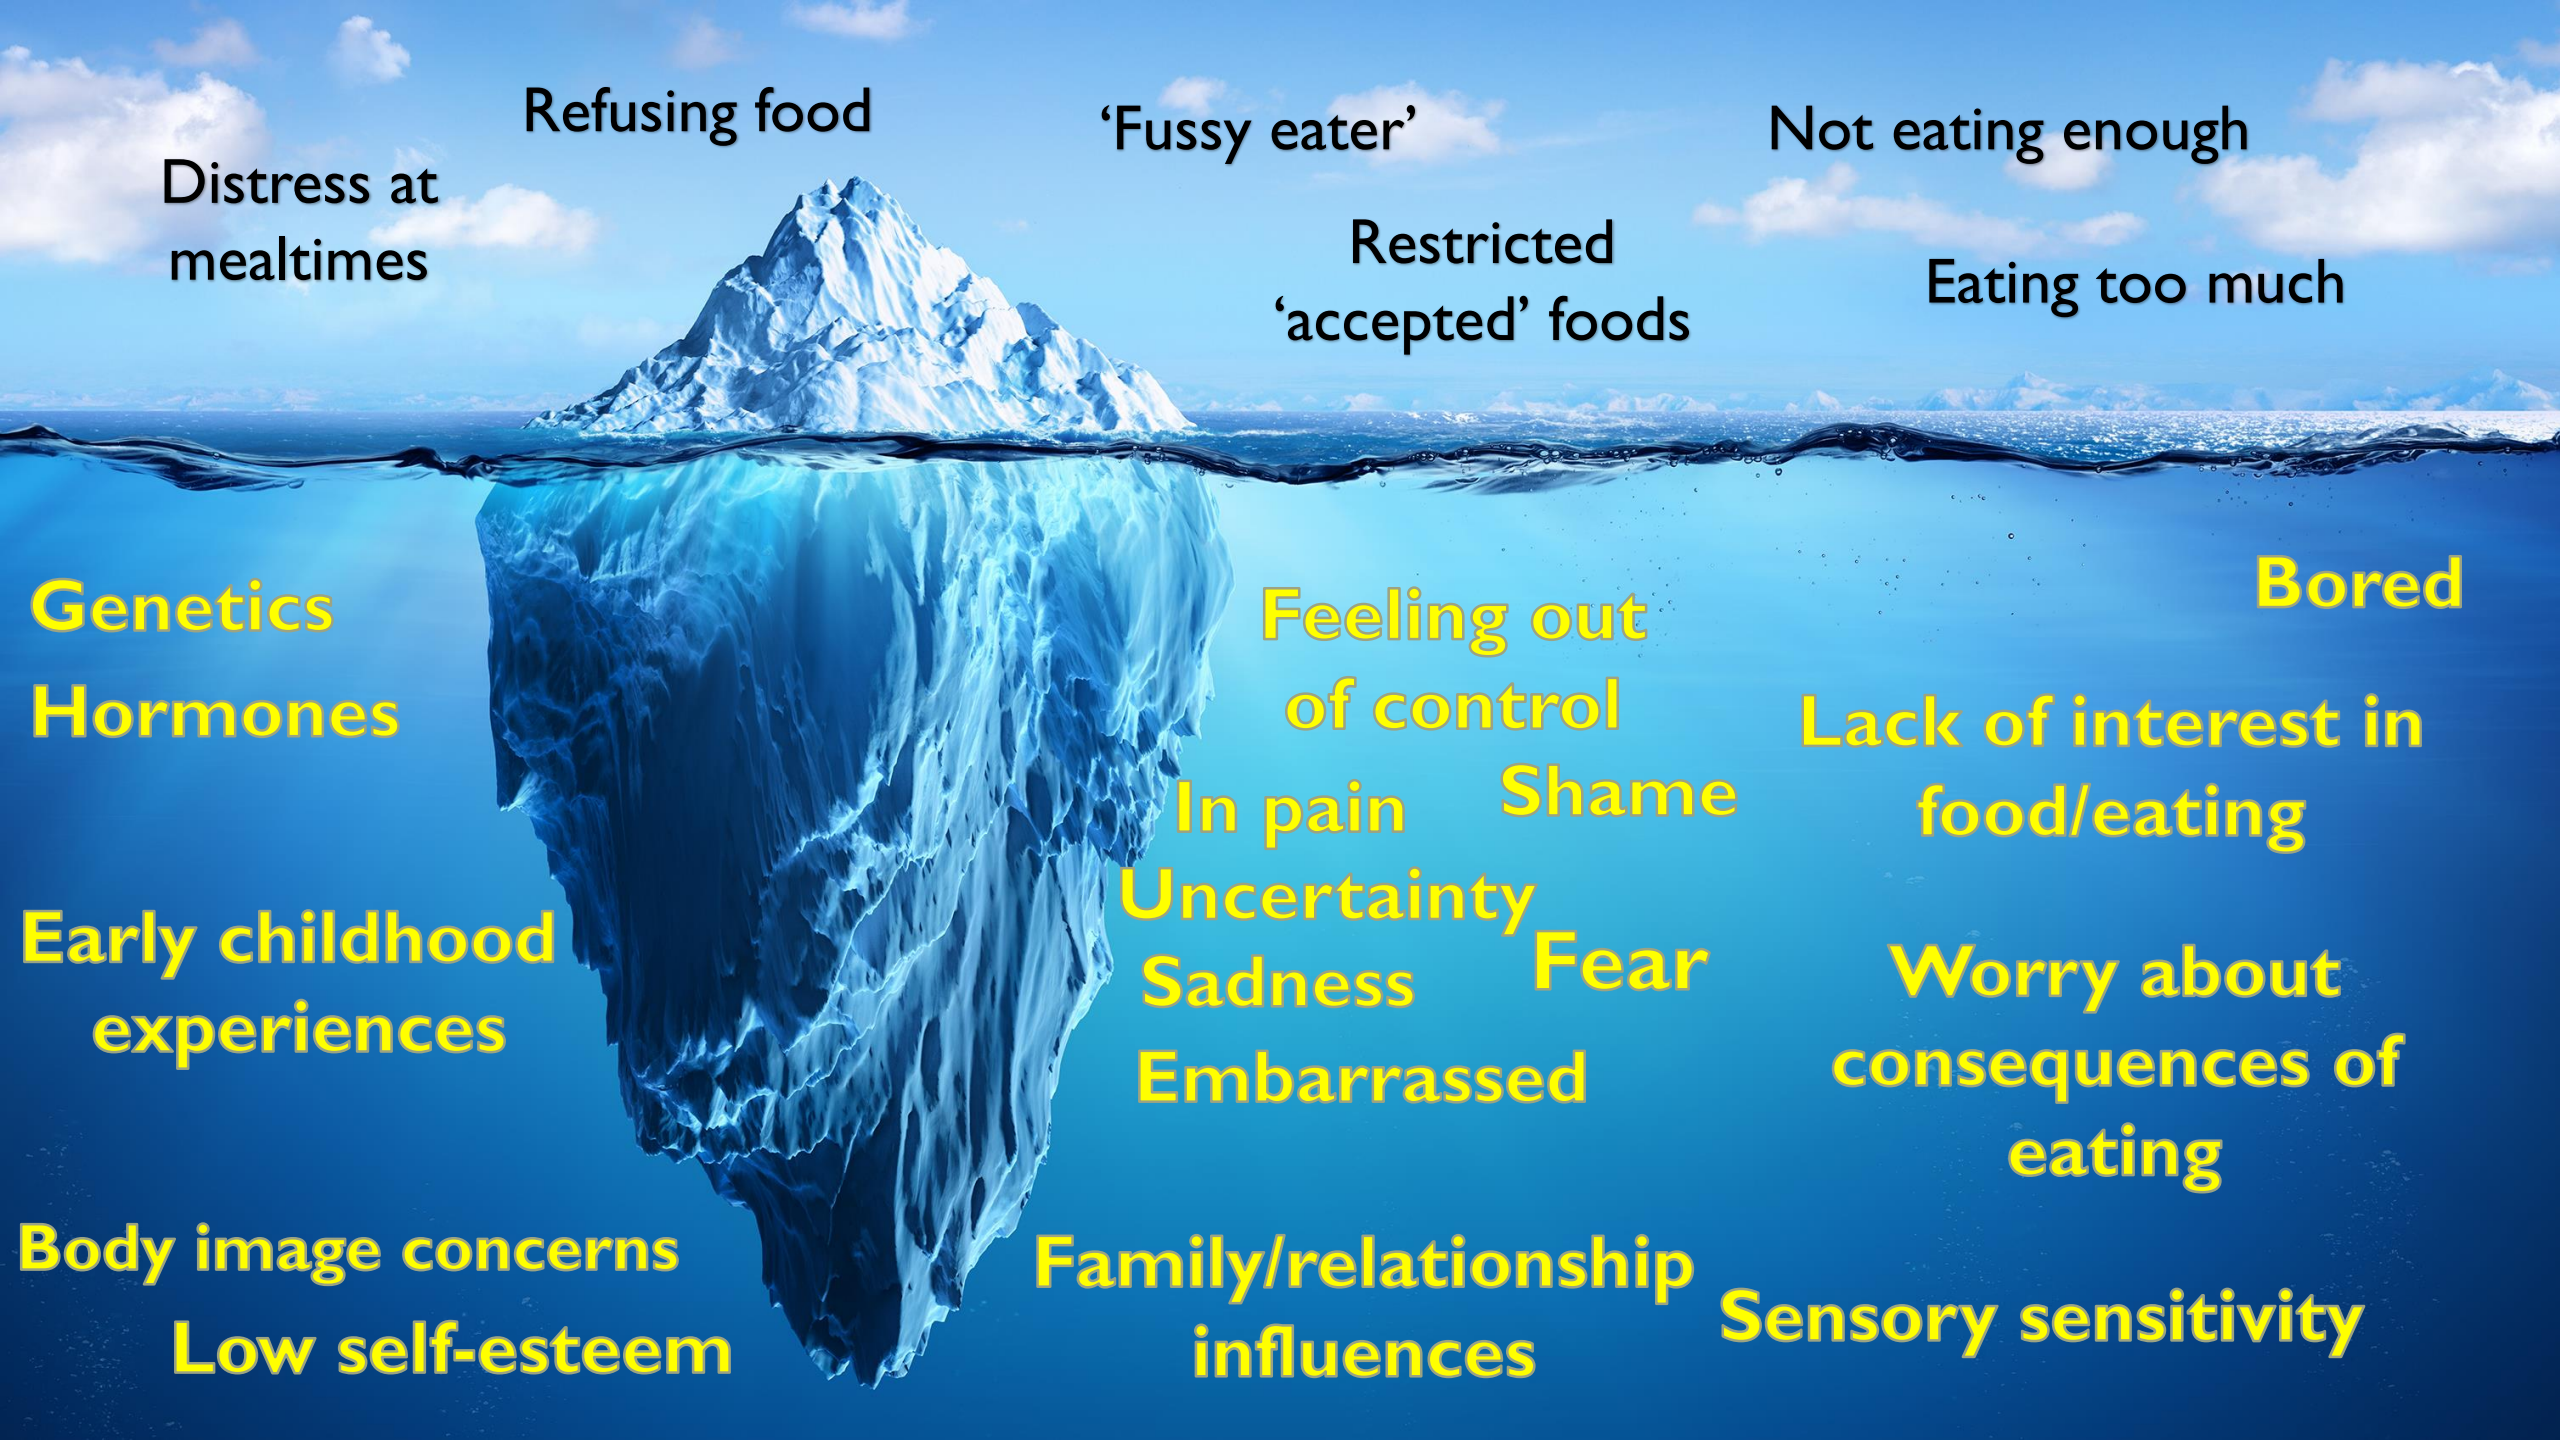 Refusing food
‘Fussy eater’
Not eating enough
Distress at
mealtimes
Restricted
‘accepted’ foods
Eating too much
Genetics
Hormones
Early childhood
experiences
Body image concerns
Low self-esteem
Feeling out
of control
Shame
In pain
Uncertainty
Fear
Sadness
Embarrassed
Family/relationship
influences
Bored
Lack of interest in
food/eating
Worry about
consequences of
eating
Sensory sensitivity